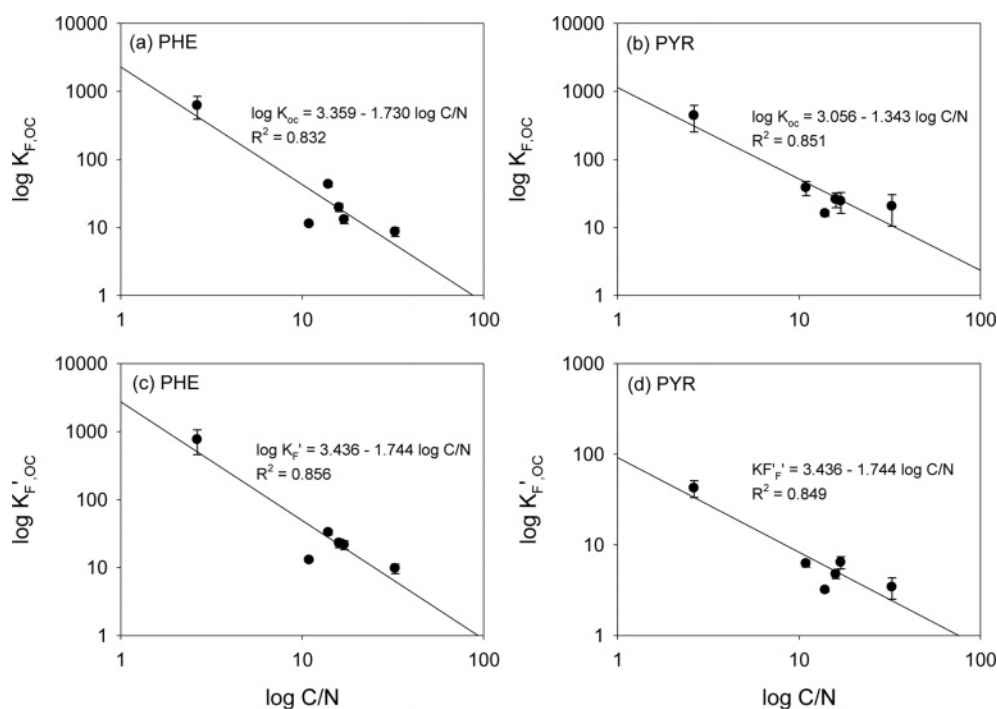 (a) PHE
log K_oc = 3.359 - 1.730 log C/N
R² = 0.832
log K_F,OC
10000
1000
100
10
1
1
10
100
(b) PYR
log K_oc = 3.056 - 1.343 log C/N
R² = 0.851
log K_F,OC
10000
1000
100
10
1
1
10
100
(c) PHE
log K_F' = 3.436 - 1.744 log C/N
R² = 0.856
log K_F',OC
10000
1000
100
10
1
1
10
100
log C/N
(d) PYR
KF'_F' = 3.436 - 1.744 log C/N
R² = 0.849
log K_F',OC
1000
100
10
1
1
10
100
log C/N